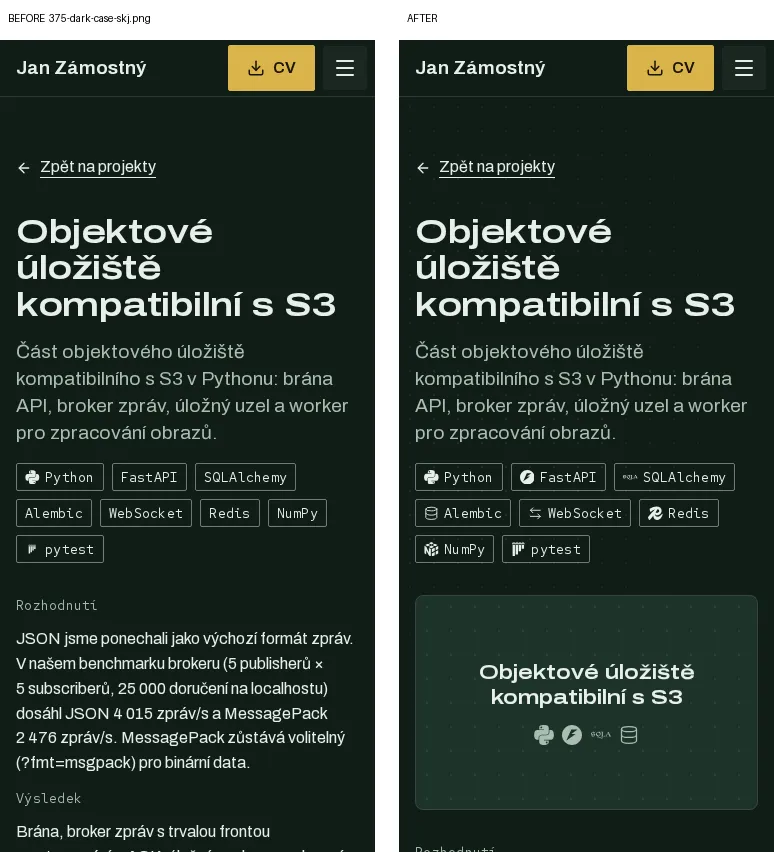 BEFORE 375-dark-case-skj.png
Jan Zámostný
CV
Zpět na projekty
Objektové
úložiště
kompatibilní s S3
Část objektového úložiště
kompatibilního s S3 v Pythonu: brána
API, broker zpráv, úložný uzel a worker
pro zpracování obrazů.
Python
FastAPI
SQLAlchemy
Alembic
WebSocket
Redis
NumPy
pytest
Rozhodnutí
JSON jsme ponechali jako výchozí formát zpráv.
V našem benchmarku brokeru (5 publisherů ×
5 subscriberů, 25 000 doručení na localhostu)
dosáhl JSON 4 015 zpráv/s a MessagePack
2 476 zpráv/s. MessagePack zůstává volitelný
(?fmt=msgpack) pro binární data.
Výsledek
Brána, broker zpráv s trvalou frontou
AFTER
Jan Zámostný
CV
Zpět na projekty
Objektové
úložiště
kompatibilní s S3
Část objektového úložiště
kompatibilního s S3 v Pythonu: brána
API, broker zpráv, úložný uzel a worker
pro zpracování obrazů.
Python
FastAPI
SQLA SQLAlchemy
Alembic
WebSocket
Redis
NumPy
pytest
Objektové úložiště
kompatibilní s S3
SQLA
Rozhodnutí